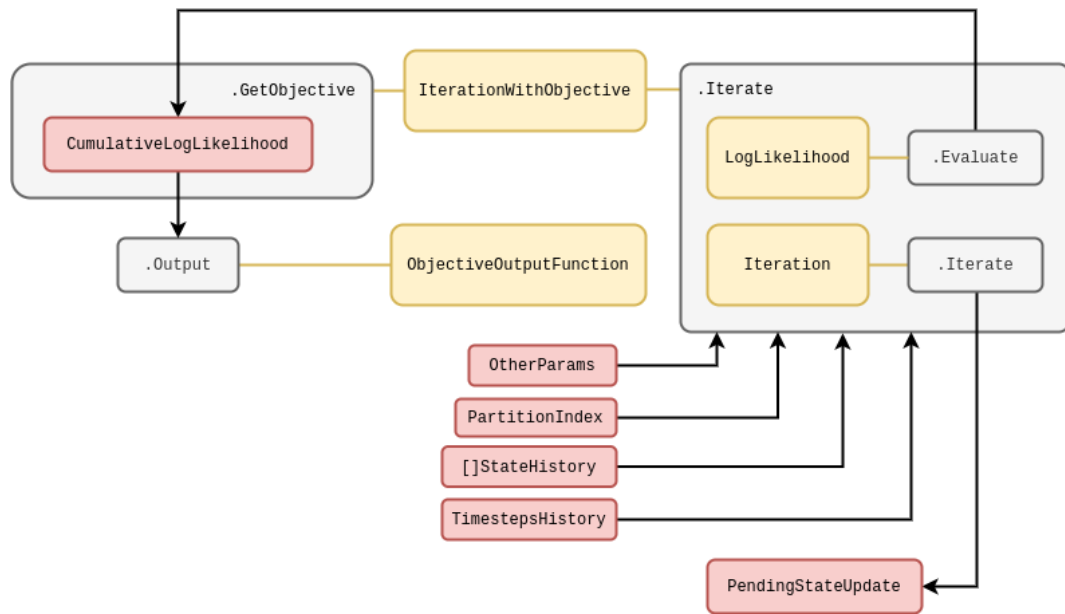 .GetObjective
IterationWithObjective
.Iterate
CumulativeLogLikelihood
LogLikelihood
.Evaluate
.Output
ObjectiveOutputFunction
Iteration
.Iterate
OtherParams
PartitionIndex
[]StateHistory
TimestepsHistory
PendingStateUpdate